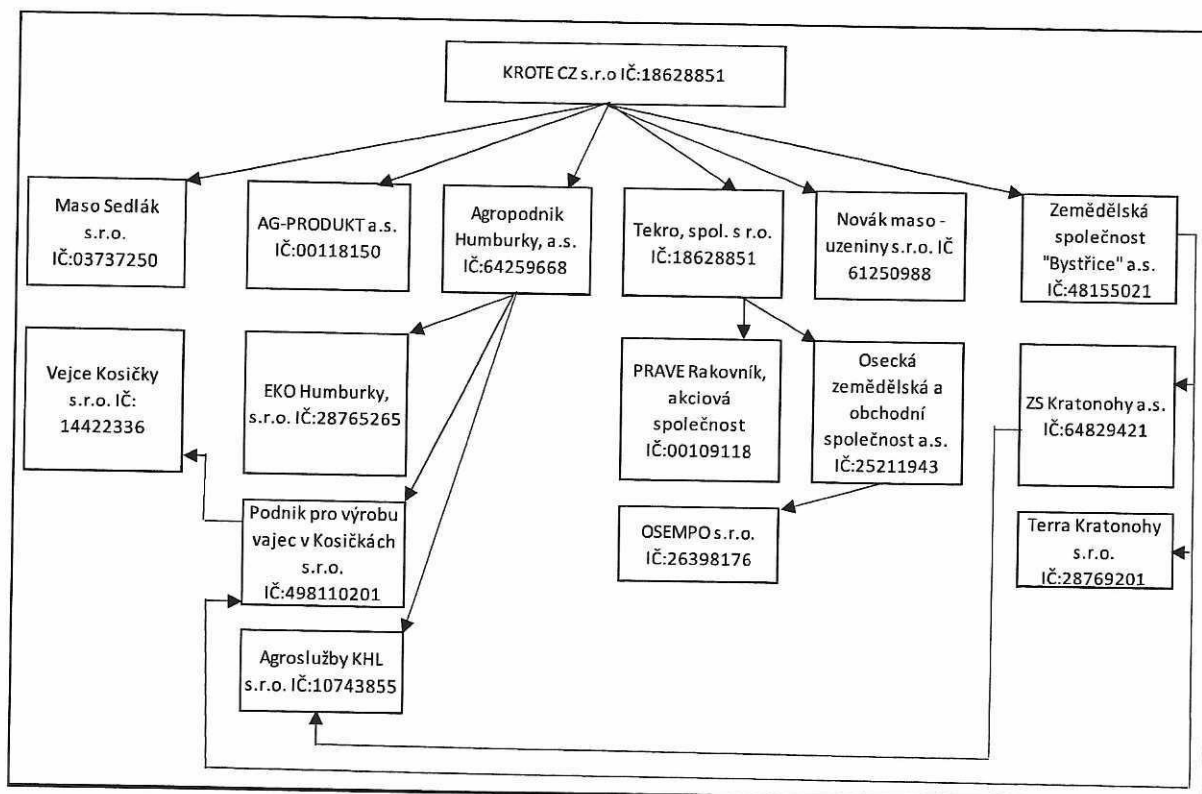 KROTE CZ s.r.o IČ:18628851
Maso Sedlák
s.r.o.
IČ:03737250
AG-PRODUKT a.s.
IČ:00118150
Agropodnik
Humburky, a.s.
IČ:64259668
Tekro, spol. s r.o.
IČ:18628851
Novák maso -
uzeniny s.r.o. IČ
61250988
Zemědělská
společnost
"Bystřice" a.s.
IČ:48155021
Vejce Kosičky
s.r.o. IČ:
14422336
EKO Humburky,
s.r.o. IČ:28765265
PRAVE Rakovník,
akciová
společnost
IČ:00109118
Osecká
zemědělská a
obchodní
společnost a.s.
IČ:25211943
ZS Kratonohy a.s.
IČ:64829421
Podnik pro výrobu
vajec v Kosičkách
s.r.o.
IČ:498110201
OSEMPO s.r.o.
IČ:26398176
Terra Kratonohy
s.r.o.
IČ:28769201
Agroslužby KHL
s.r.o. IČ:10743855